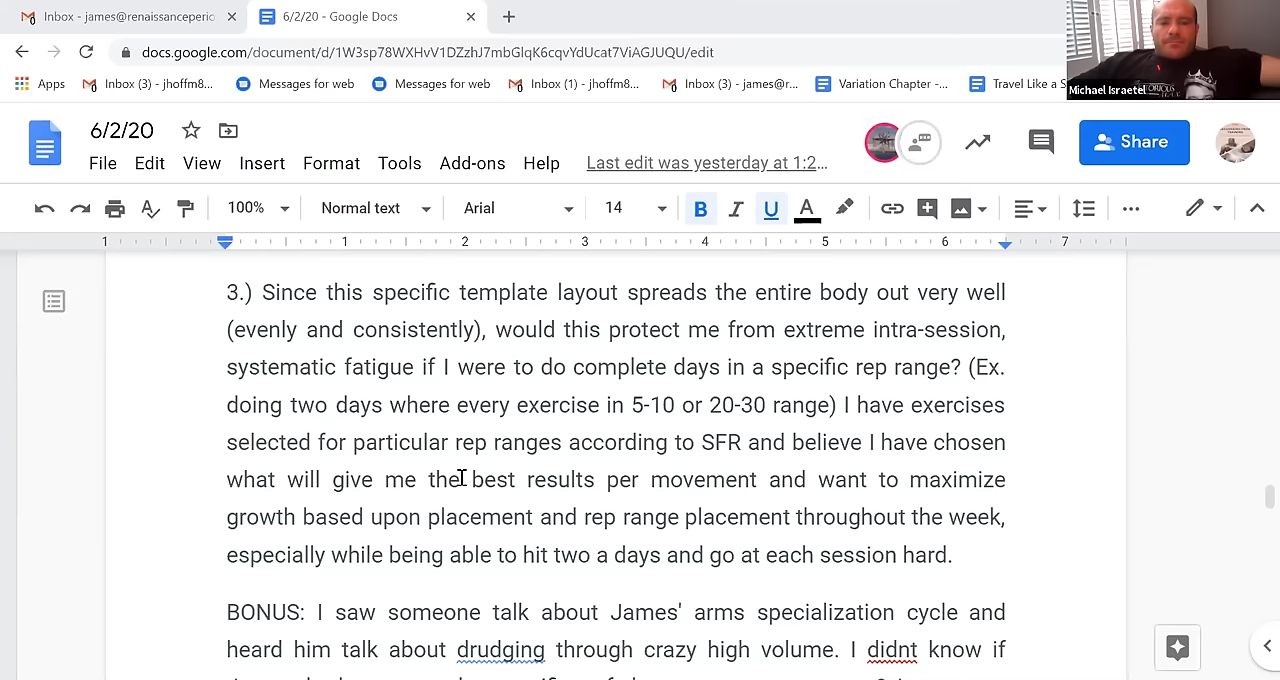 Inbox - james@renaissanceperio
6/2/20 - Google Docs
docs.google.com/document/d/1W3sp78WXHvV1DZzhJ7mbGlqK6cqvYdUcat7ViAGJUQU/edit
Apps
Inbox (3) - jhoffm8...
Messages for web
Messages for web
Inbox (1) - jhoffm8...
Inbox (3) - james@r...
Variation Chapter -...
Travel Like a S
Michael Israetel
6/2/20
Share
File Edit View Insert Format Tools Add-ons Help
Last edit was yesterday at 1:2...
100% Normal text Arial 14 B I U A
1 1 2 3 4 5 6 7
3.) Since this specific template layout spreads the entire body out very well
(evenly and consistently), would this protect me from extreme intra-session,
systematic fatigue if I were to do complete days in a specific rep range? (Ex.
doing two days where every exercise in 5-10 or 20-30 range) I have exercises
selected for particular rep ranges according to SFR and believe I have chosen
what will give me the best results per movement and want to maximize
growth based upon placement and rep range placement throughout the week,
especially while being able to hit two a days and go at each session hard.
BONUS: I saw someone talk about James' arms specialization cycle and
heard him talk about drudging through crazy high volume. I didnt know if